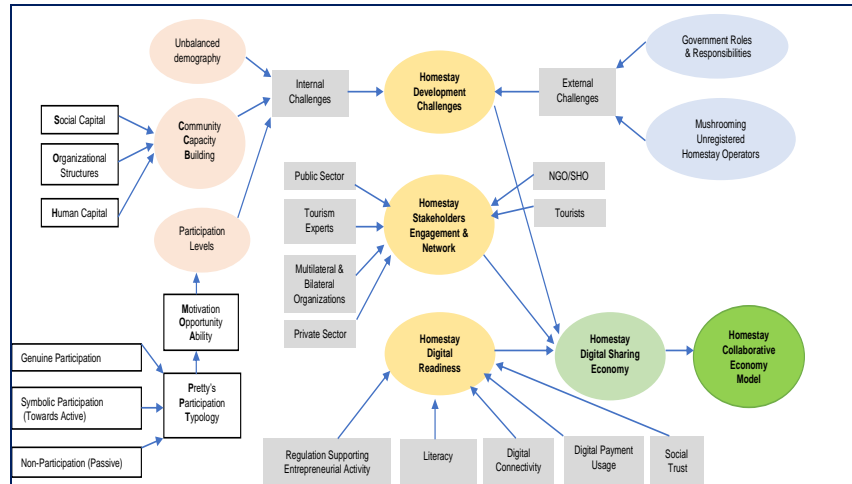 Unbalanced
demography
Internal
Challenges
Homestay
Development
Challenges
External
Challenges
Government Roles
& Responsibilities
Mushrooming
Unregistered
Homestay Operators
Social Capital
Organizational
Structures
Human Capital
Community
Capacity
Building
Participation
Levels
Public Sector
Tourism
Experts
Multilateral &
Bilateral
Organizations
Private Sector
Homestay
Stakeholders
Engagement &
Network
NGO/SHO
Tourists
Motivation
Opportunity
Ability
Genuine Participation
Symbolic Participation
(Towards Active)
Non-Participation (Passive)
Pretty's
Participation
Typology
Homestay
Digital
Readiness
Homestay
Digital Sharing
Economy
Homestay
Collaborative
Economy
Model
Regulation Supporting
Entrepreneurial Activity
Literacy
Digital
Connectivity
Digital Payment
Usage
Social
Trust